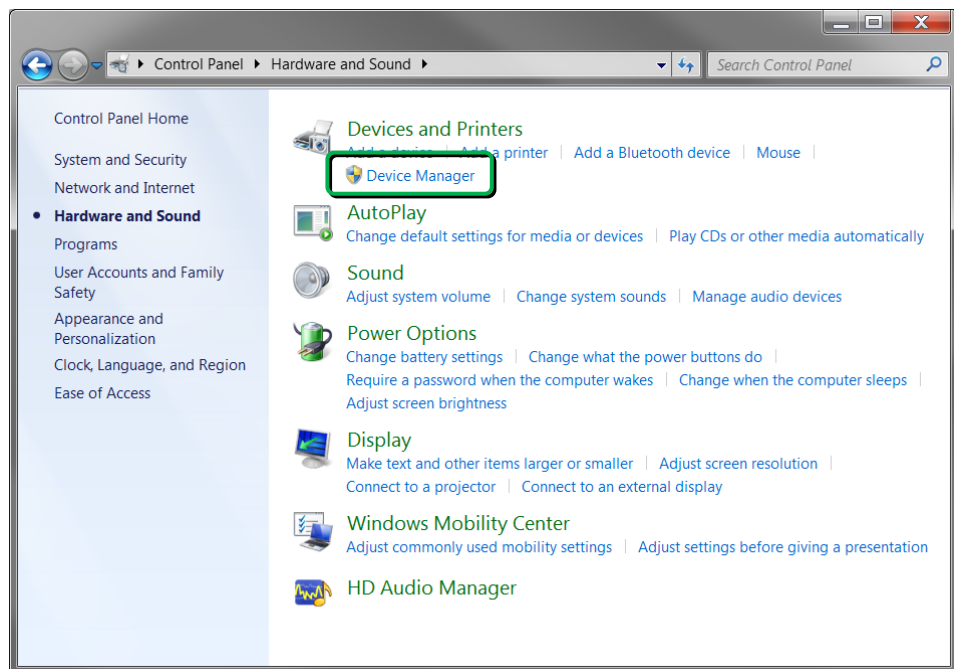 Control Panel Hardware and Sound
Search Control Panel
Control Panel Home
System and Security
Network and Internet
Hardware and Sound
Programs
User Accounts and Family
Safety
Appearance and
Personalization
Clock, Language, and Region
Ease of Access
Devices and Printers
Add a device Add a printer Add a Bluetooth device Mouse
Device Manager
AutoPlay
Change default settings for media or devices Play CDs or other media automatically
Sound
Adjust system volume Change system sounds Manage audio devices
Power Options
Change battery settings Change what the power buttons do
Require a password when the computer wakes Change when the computer sleeps
Adjust screen brightness
Display
Make text and other items larger or smaller Adjust screen resolution
Connect to a projector Connect to an external display
Windows Mobility Center
Adjust commonly used mobility settings Adjust settings before giving a presentation
HD Audio Manager